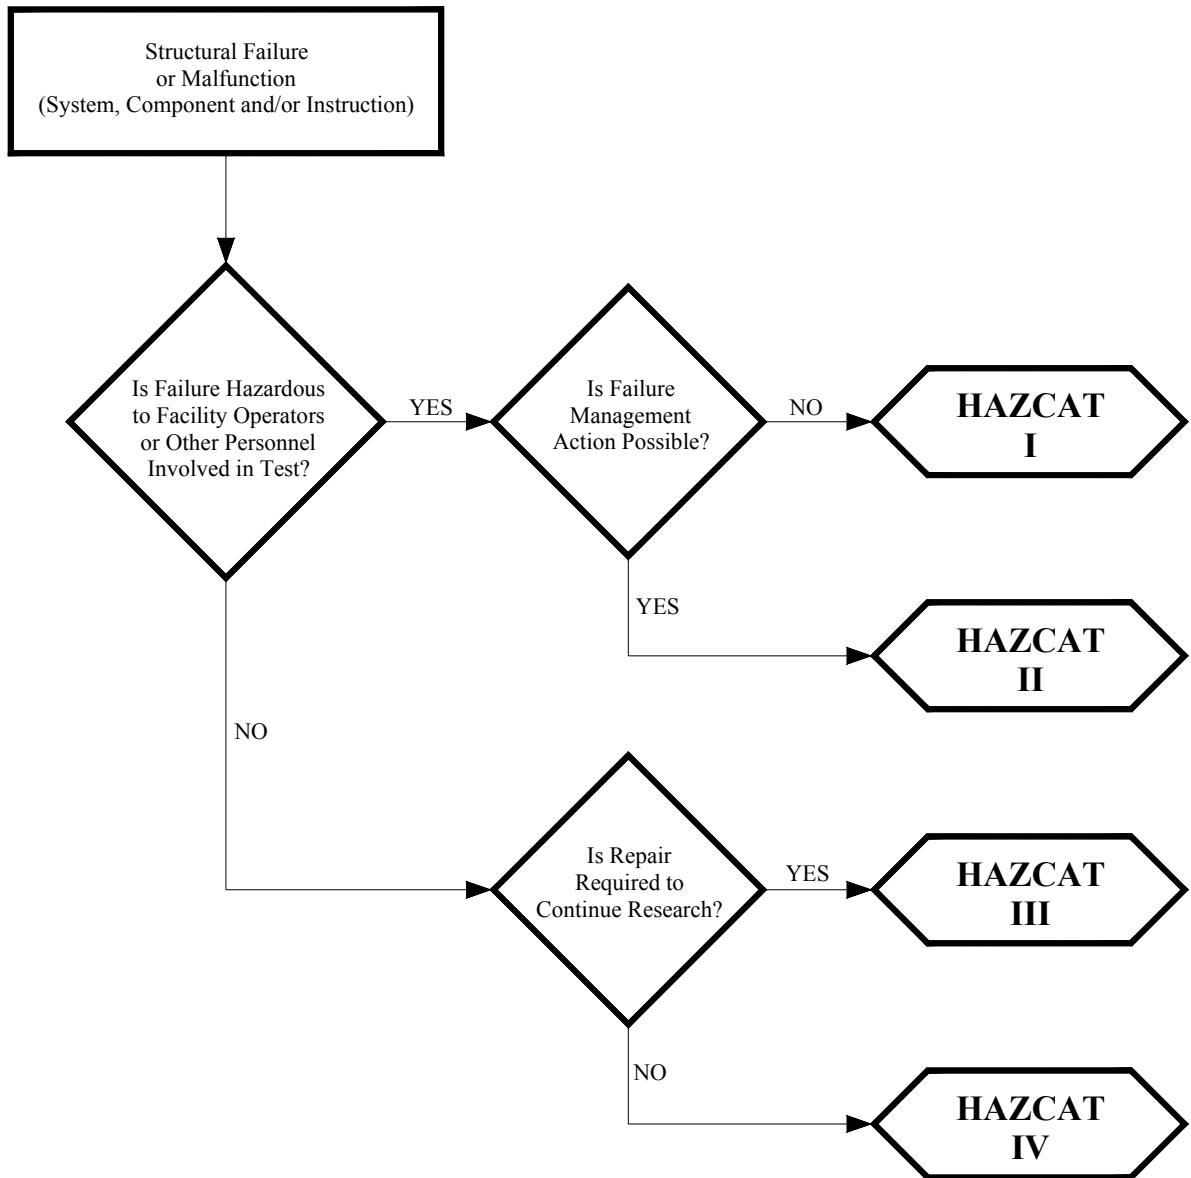 Structural Failure
or Malfunction
(System, Component and/or Instruction)
Is Failure Hazardous
to Facility Operators
or Other Personnel
Involved in Test?
YES
Is Failure
Management
Action Possible?
NO
HAZCAT
I
YES
HAZCAT
II
NO
Is Repair
Required to
Continue Research?
YES
HAZCAT
III
NO
HAZCAT
IV